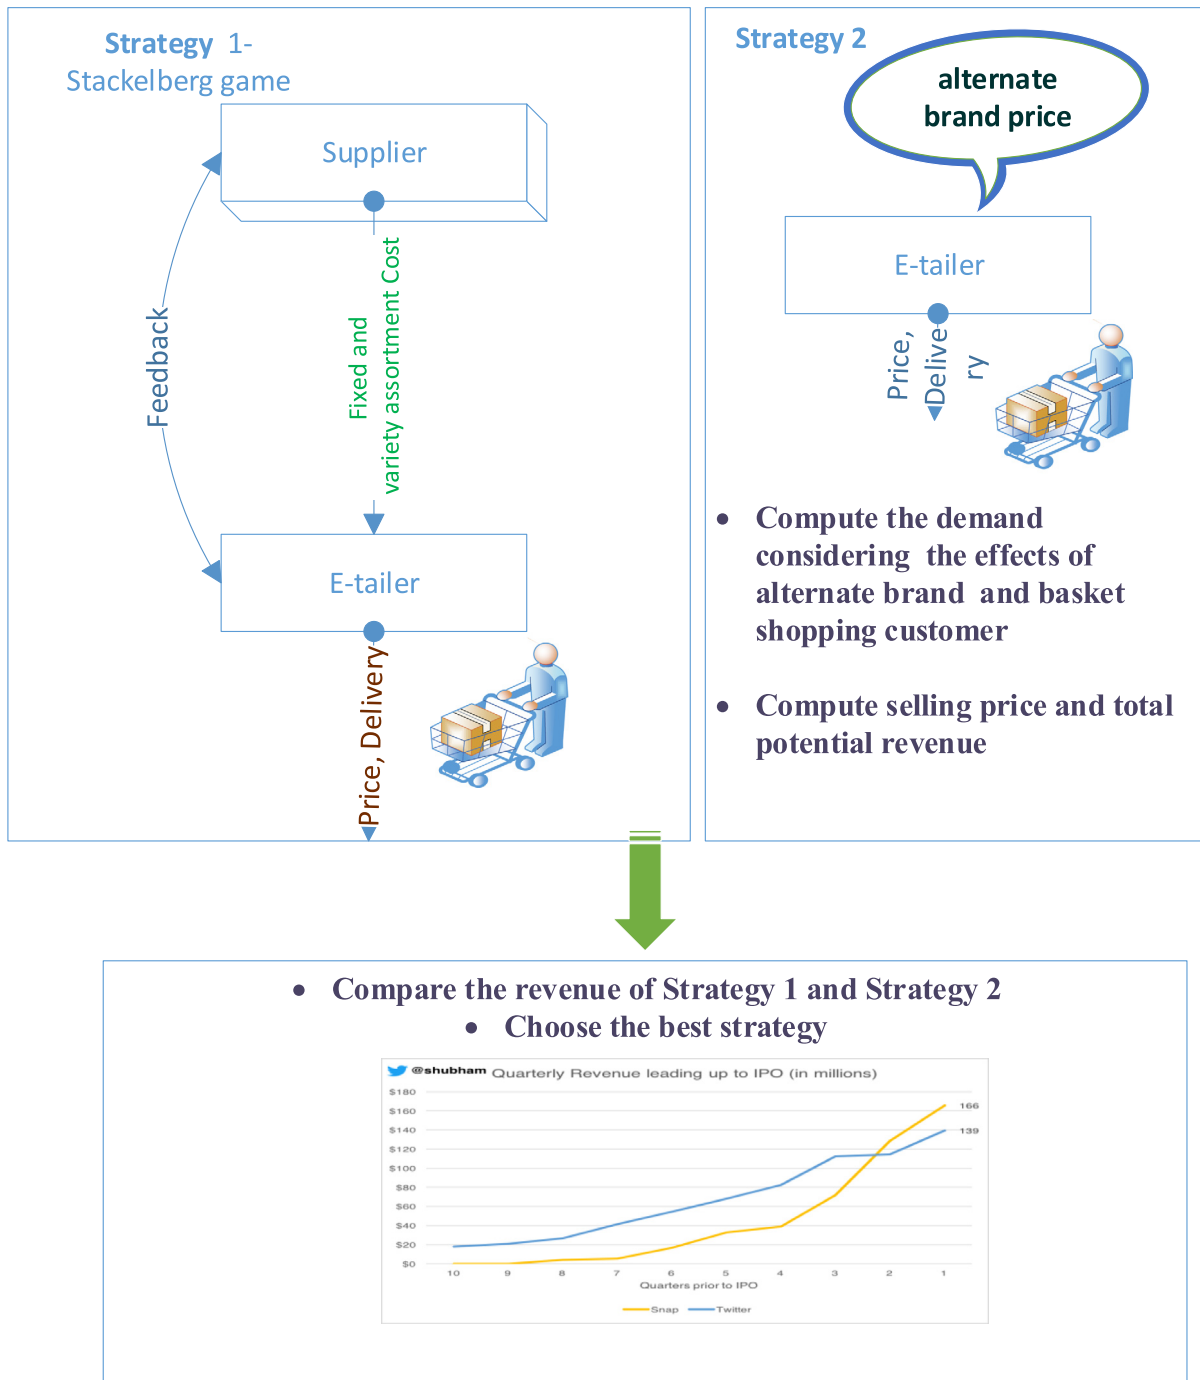 Strategy 1-
Stackelberg game
Supplier
Feedback
Fixed and
variety assortment Cost
E-tailer
Price, Delivery
Strategy 2
alternate
brand price
E-tailer
Price,
Delive
ry
• Compute the demand
considering the effects of
alternate brand and basket
shopping customer
• Compute selling price and total
potential revenue
• Compare the revenue of Strategy 1 and Strategy 2
• Choose the best strategy
@shubham Quarterly Revenue leading up to IPO (in millions)
$180
$160
$140
$120
$100
$80
$60
$40
$20
$0
166
139
10 9 8 7 6 5 4 3 2 1
Quarters prior to IPO
Snap Twitter